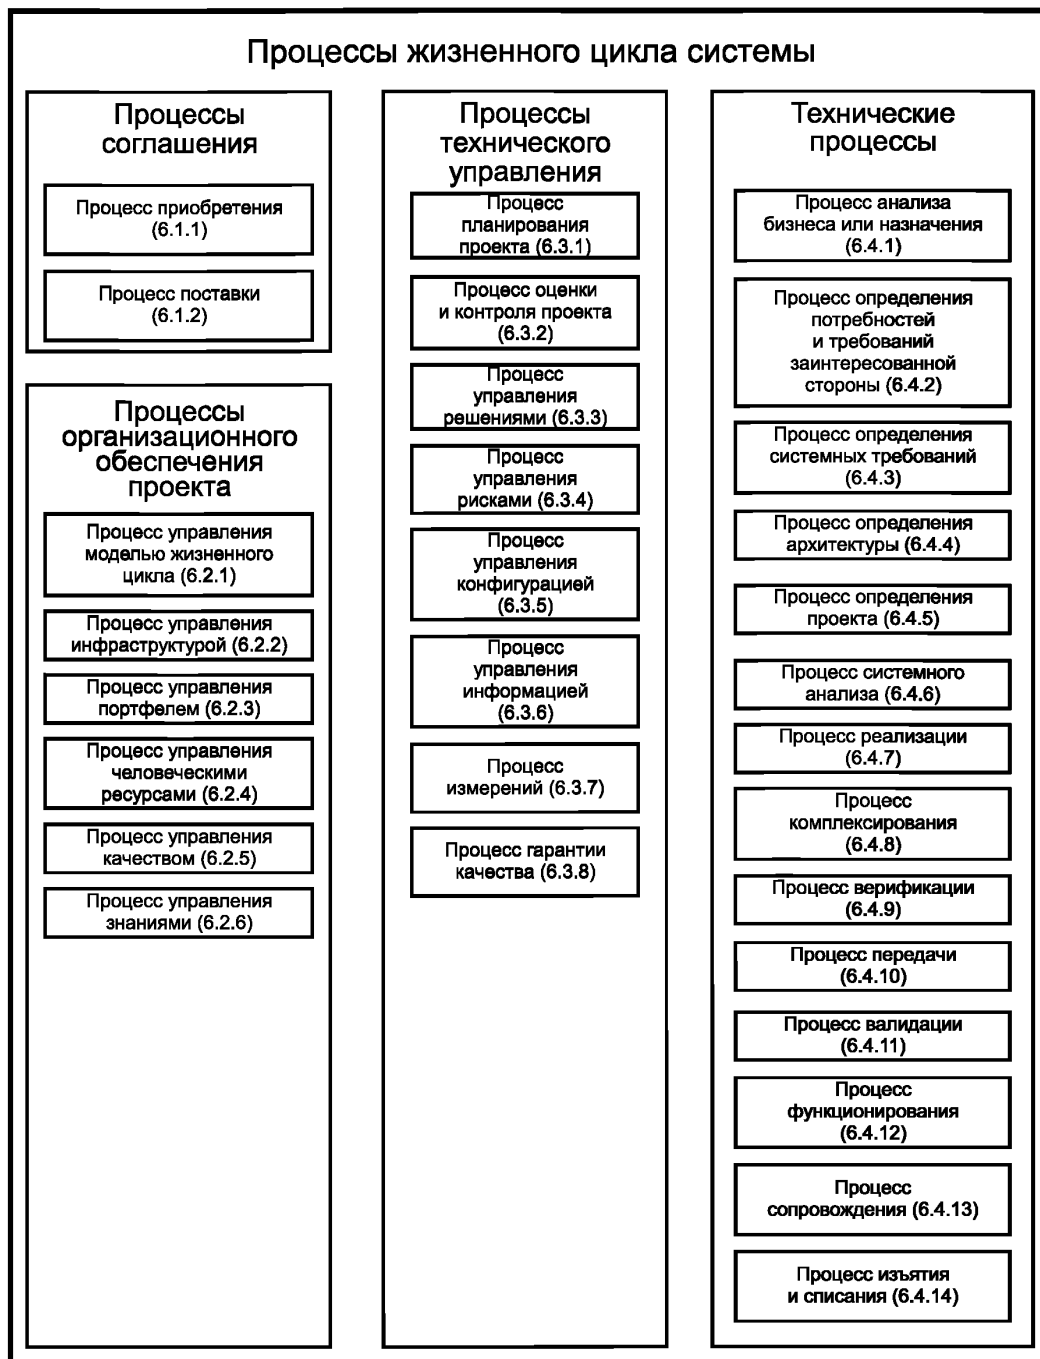 Процессы жизненного цикла системы
Процессы
соглашения
Процесс приобретения
(6.1.1)
Процесс поставки
(6.1.2)
Процессы
организационного
обеспечения
проекта
Процесс управления
моделью жизненного
цикла (6.2.1)
Процесс управления
инфраструктурой (6.2.2)
Процесс управления
портфелем (6.2.3)
Процесс управления
человеческими
ресурсами (6.2.4)
Процесс управления
качеством (6.2.5)
Процесс управления
знаниями (6.2.6)
Процессы
технического
управления
Процесс
планирования
проекта (6.3.1)
Процесс оценки
и контроля проекта
(6.3.2)
Процесс
управления
решениями (6.3.3)
Процесс
управления
рисками (6.3.4)
Процесс
управления
конфигурацией
(6.3.5)
Процесс
управления
информацией
(6.3.6)
Процесс
измерений (6.3.7)
Процесс гарантии
качества (6.3.8)
Технические
процессы
Процесс анализа
бизнеса или назначения
(6.4.1)
Процесс определения
потребностей
и требований
заинтересованной
стороны (6.4.2)
Процесс определения
системных требований
(6.4.3)
Процесс определения
архитектуры (6.4.4)
Процесс определения
проекта (6.4.5)
Процесс системного
анализа (6.4.6)
Процесс реализации
(6.4.7)
Процесс
комплексирования
(6.4.8)
Процесс верификации
(6.4.9)
Процесс передачи
(6.4.10)
Процесс валидации
(6.4.11)
Процесс
функционирования
(6.4.12)
Процесс
сопровождения (6.4.13)
Процесс изъятия
и списания (6.4.14)